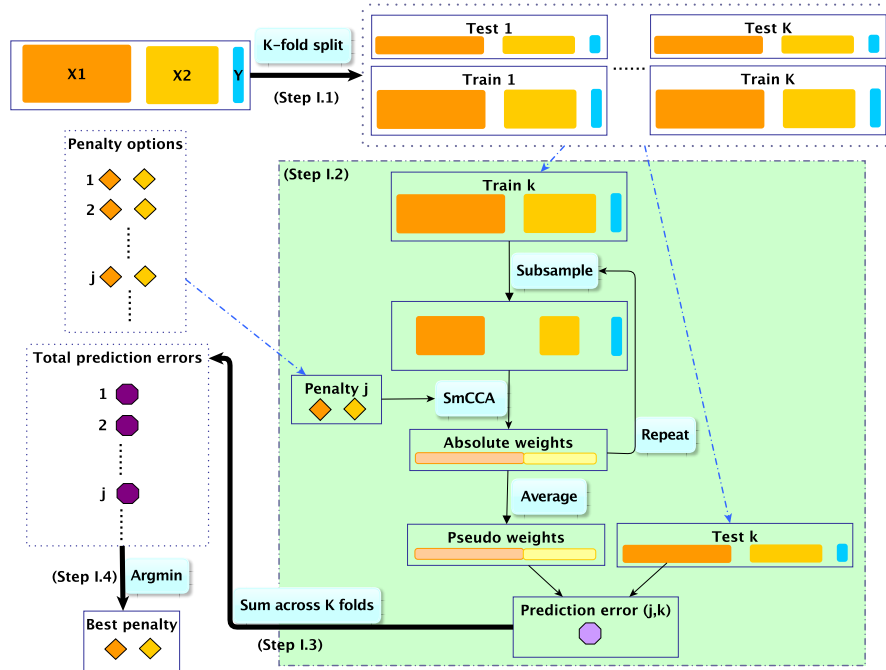 K-fold split
X1
X2
Y
(Step I.1)
Test 1
Test K
Train 1
Train K
Penalty options
1
2
j
(Step I.2)
Train k
Subsample
Total prediction errors
1
2
j
Penalty j
SmCCA
Absolute weights
Repeat
Average
Pseudo weights
Test k
(Step I.4)
Argmin
Best penalty
Sum across K folds
(Step I.3)
Prediction error (j,k)